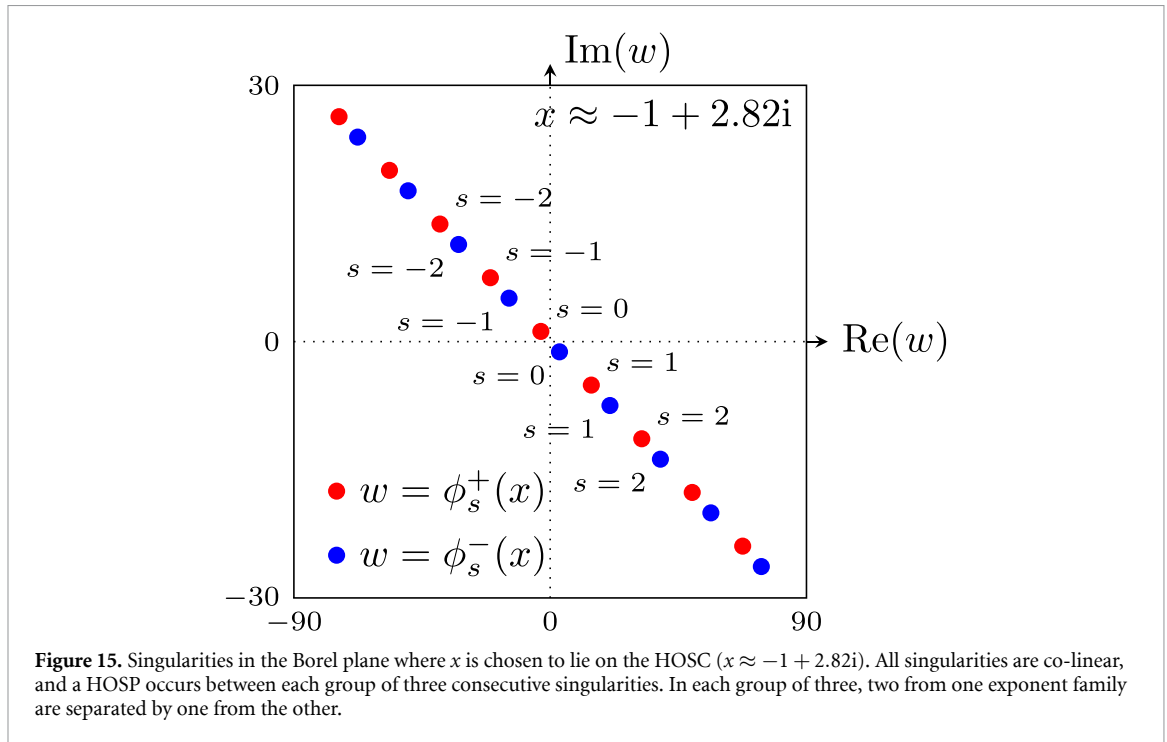 Im(w)
30
x ≈ −1 + 2.82i
s = −2
s = −1
s = −2
s = 0
s = −1
0
Re(w)
s = 1
s = 0
s = 2
s = 1
s = 2
w = ϕ_s^+(x)
w = ϕ_s^−(x)
−30
−90 0 90
Figure 15. Singularities in the Borel plane where x is chosen to lie on the HOSC (x ≈ −1 + 2.82i). All singularities are co-linear,
and a HOSP occurs between each group of three consecutive singularities. In each group of three, two from one exponent family
are separated by one from the other.